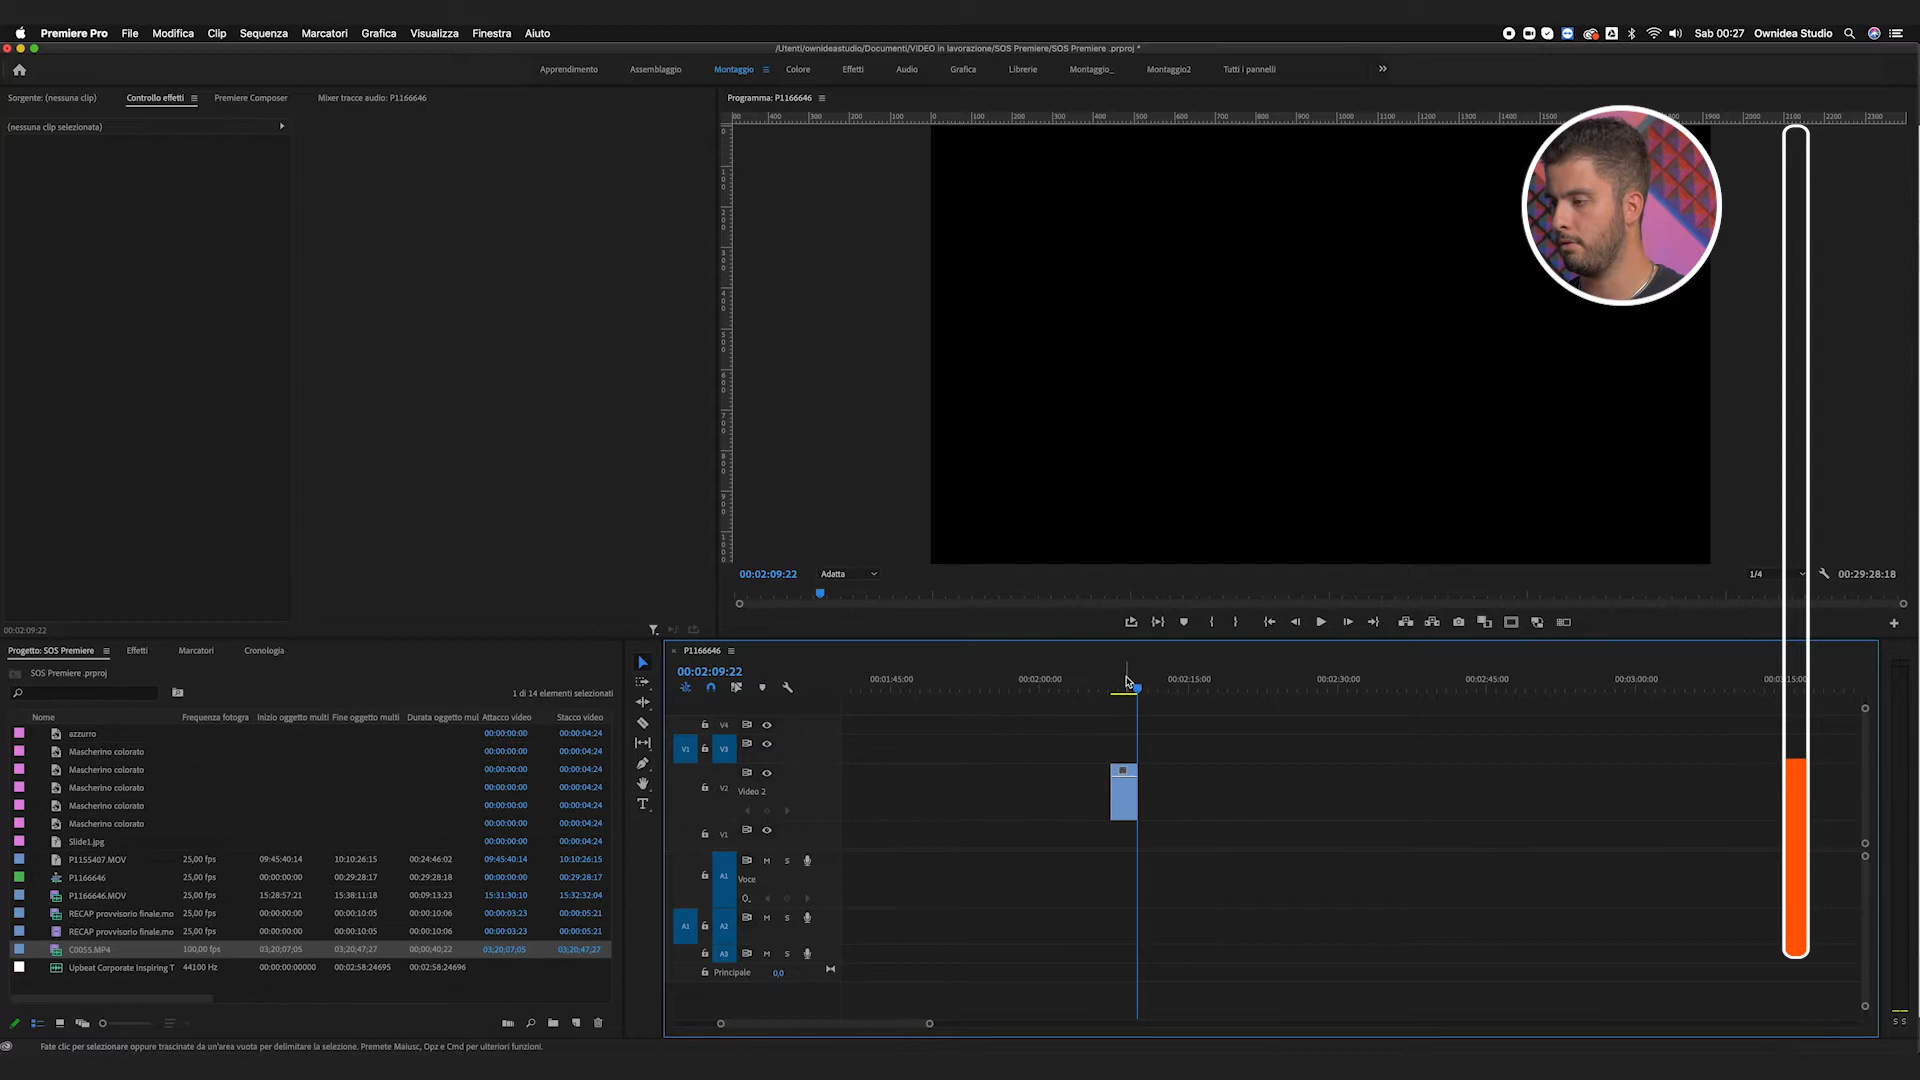 Premiere Pro File Modifica Clip Sequenza Marcatori Grafica Visualizza Finestra Aiuto Sab 00:27 Ownidea Studio
/Utenti/ownideastudio/Documenti/VIDEO in lavorazione/SOS Premiere/SOS Premiere .prproj *
Apprendimento Assemblaggio Montaggio Colore Effetti Audio Grafica Librerie Montaggio_ Montaggio2 Tutti i pannelli
Sorgente: (nessuna clip) Controllo effetti Premiere Composer Mixer tracce audio: P1166646
(nessuna clip selezionata)
00:02:09:22
Programma: P1166646
00:02:09:22 Adatta 1/4 00:29:28:18
Progetto: SOS Premiere Effetti Marcatori Cronologia
SOS Premiere .prproj
1 di 14 elementi selezionati
Nome Frequenza fotogra Inizio oggetto multi Fine oggetto multi Durata oggetto mul Attacco video Stacco video
azzurro 00:00:00:00 00:00:04:24
Mascherino colorato 00:00:00:00 00:00:04:24
Mascherino colorato 00:00:00:00 00:00:04:24
Mascherino colorato 00:00:00:00 00:00:04:24
Mascherino colorato 00:00:00:00 00:00:04:24
Mascherino colorato 00:00:00:00 00:00:04:24
Slide1.jpg 00:00:00:00 00:00:04:24
P1155407.MOV 25,00 fps 09:45:40:14 10:10:26:15 00:24:46:02 09:45:40:14 10:10:26:15
P1166646 25,00 fps 00:00:00:00 00:29:28:17 00:29:28:18 00:00:00:00 00:29:28:17
P1166646.MOV 25,00 fps 15:28:57:21 15:38:11:18 00:09:13:23 15:31:30:10 15:32:32:04
RECAP provvisorio finale.mo 25,00 fps 00:00:00:00 00:00:10:05 00:00:10:06 00:00:03:23 00:00:05:21
RECAP provvisorio finale.mo 25,00 fps 00:00:00:00 00:00:10:05 00:00:10:06 00:00:03:23 00:00:05:21
C0055.MP4 100,00 fps 03;20;07;05 03;20;47;27 00;00;40;22 03;20;07;05 03;20;47;27
Upbeat Corporate Inspiring T 44100 Hz 00:00:00:00000 00:02:58:24695 00:02:58:24696
P1166646
00:02:09:22
00:01:45:00 00:02:00:00 00:02:15:00 00:02:30:00 00:02:45:00 00:03:00:00
V4
V1 V3
V2 Video 2
V1
M S
A1 Voce
A1 A2 M S
A3 M S
Principale 0,0
S S
Fate clic per selezionare oppure trascinate da un'area vuota per delimitare la selezione. Premete Maiusc, Opz e Cmd per ulteriori funzioni.